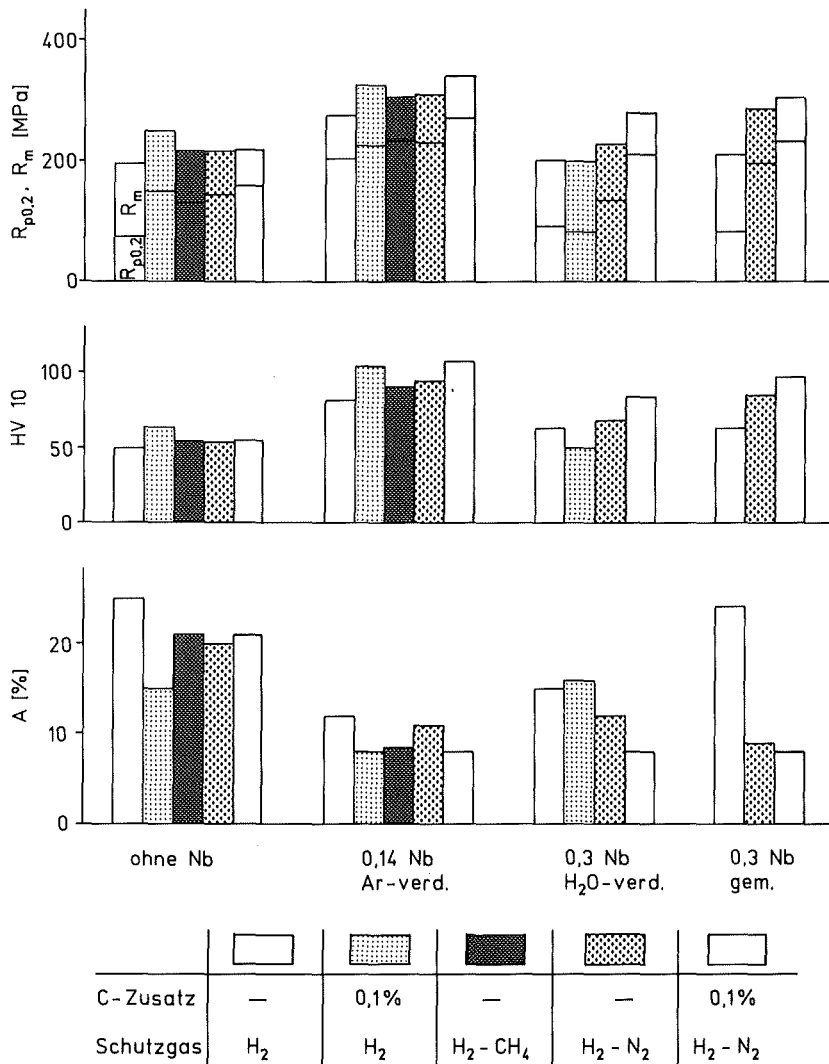 400
200
0
R_p0,2 , R_m [MPa]
R_m
R_p0,2
100
50
0
HV 10
20
10
0
A [%]
ohne Nb
0,14 Nb
Ar-verd.
0,3 Nb
H₂O-verd.
0,3 Nb
gem.
C-Zusatz — 0,1% — — 0,1%
Schutzgas H₂ H₂ H₂-CH₄ H₂-N₂ H₂-N₂